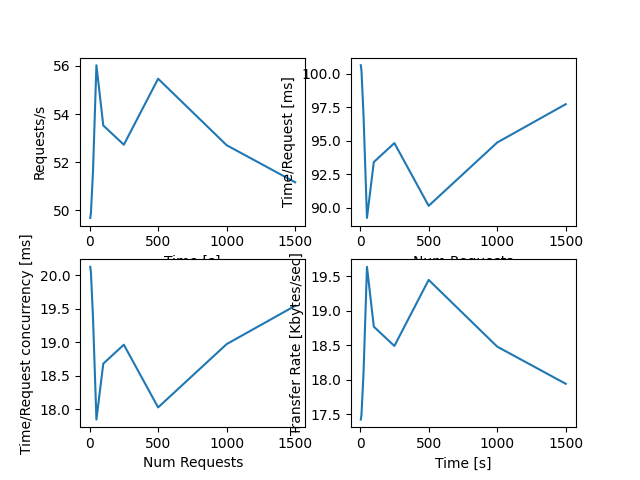 Requests/s
56
54
52
50
0 500 1000 1500
Time [s]
Time/Request [ms]
100.0
97.5
95.0
92.5
90.0
0 500 1000 1500
Num Requests
Time/Request concurrency [ms]
20.0
19.5
19.0
18.5
18.0
0 500 1000 1500
Num Requests
Transfer Rate [Kbytes/sec]
19.5
19.0
18.5
18.0
17.5
0 500 1000 1500
Time [s]